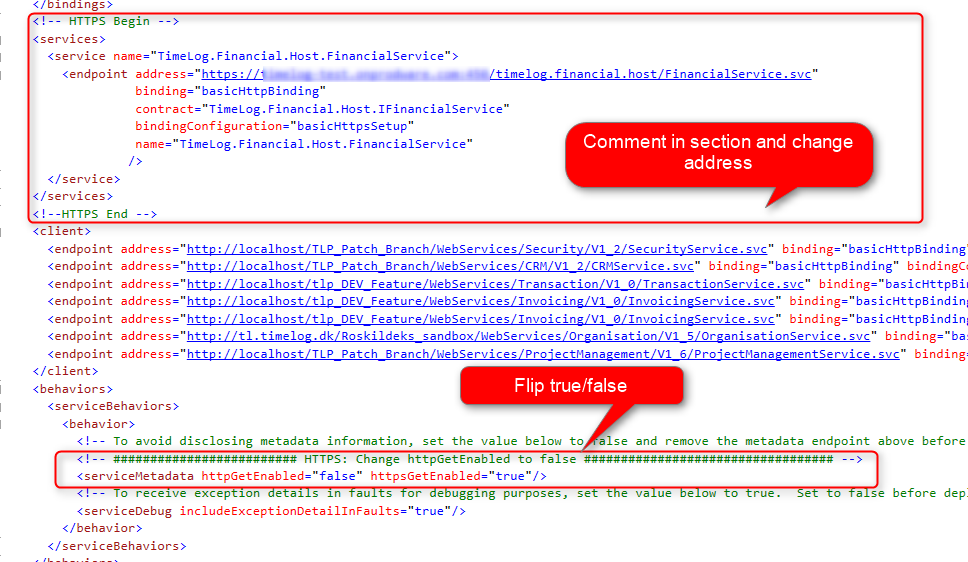 </bindings>
<!-- HTTPS Begin -->
<services>
<service name="TimeLog.Financial.Host.FinancialService">
<endpoint address="https:// /timelog.financial.host/FinancialService.svc"
binding="basicHttpBinding"
contract="TimeLog.Financial.Host.IFinancialService"
bindingConfiguration="basicHttpsSetup"
name="TimeLog.Financial.Host.FinancialService"
/>
</service>
</services>
<!--HTTPS End -->
Comment in section and change
address
<client>
<endpoint address="http://localhost/TLP_Patch_Branch/WebServices/Security/V1_2/SecurityService.svc" binding="basicHttpBinding"
<endpoint address="http://localhost/TLP_Patch_Branch/WebServices/CRM/V1_2/CRMService.svc" binding="basicHttpBinding" bindingCo
<endpoint address="http://localhost/tlp_DEV_Feature/WebServices/Transaction/V1_0/TransactionService.svc" binding="basicHttpBind
<endpoint address="http://localhost/tlp_DEV_Feature/WebServices/Invoicing/V1_0/InvoicingService.svc" binding="basicHttpBinding
<endpoint address="http://localhost/tlp_DEV_Feature/WebServices/Invoicing/V1_0/InvoicingService.svc" binding="basicHttpBinding
<endpoint address="http://tl.timelog.dk/Roskildeks_sandbox/WebServices/Organisation/V1_5/OrganisationService.svc" binding="bas
<endpoint address="http://localhost/TLP_Patch_Branch/WebServices/ProjectManagement/V1_6/ProjectManagementService.svc" binding=
</client>
Flip true/false
<behaviors>
<serviceBehaviors>
<behavior>
<!-- To avoid disclosing metadata information, set the value below to false and remove the metadata endpoint above before
<!-- ######################### HTTPS: Change httpGetEnabled to false ################################## -->
<serviceMetadata httpGetEnabled="false" httpsGetEnabled="true"/>
<!-- To receive exception details in faults for debugging purposes, set the value below to true. Set to false before depl
<serviceDebug includeExceptionDetailInFaults="true"/>
</behavior>
</serviceBehaviors>
</behaviors>